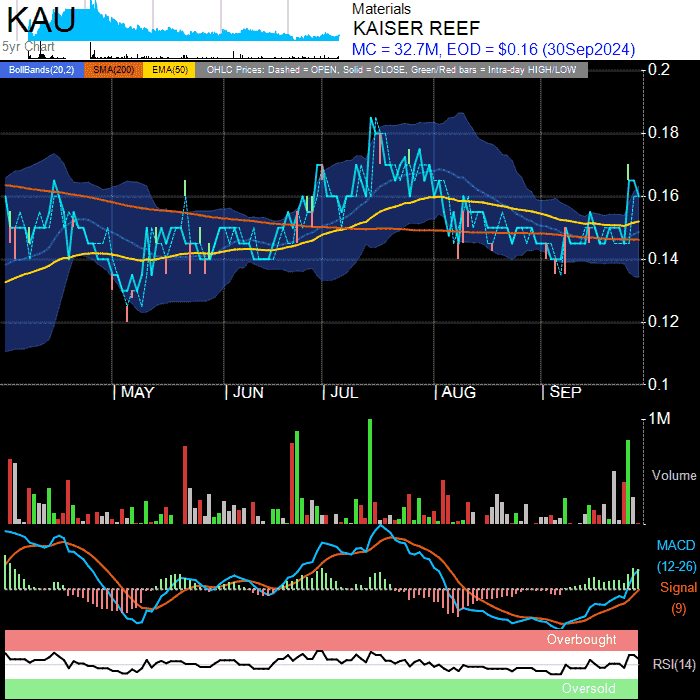 KAU
5yr Chart
Materials
KAISER REEF
MC = 32.7M, EOD = $0.16 (30Sep2024)
BollBands(20,2) SMA(200) EMA(50) OHLC Prices: Dashed = OPEN, Solid = CLOSE, Green/Red bars = Intra-day HIGH/LOW
0.2
0.18
0.16
0.14
0.12
0.1
MAY JUN JUL AUG SEP
1M
Volume
MACD
(12-26)
Signal
(9)
Overbought
RSI(14)
Oversold